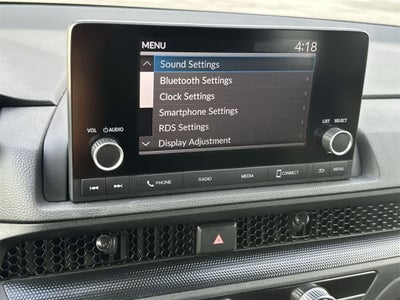 MENU 4:18
Sound Settings
Bluetooth Settings
Clock Settings
Smartphone Settings
RDS Settings
Display Adjustment
VOL AUDIO
LIST SELECT
PHONE RADIO MEDIA CONNECT MENU